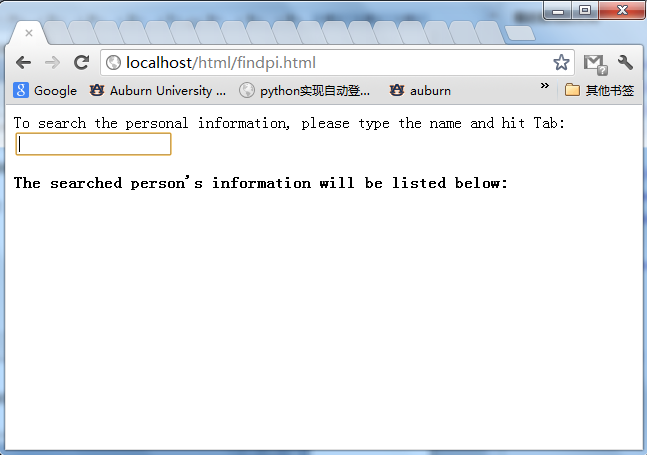 localhost/html/findpi.html
Google Auburn University ... python实现自动登... auburn » 其他书签
To search the personal information, please type the name and hit Tab:
The searched person's information will be listed below: